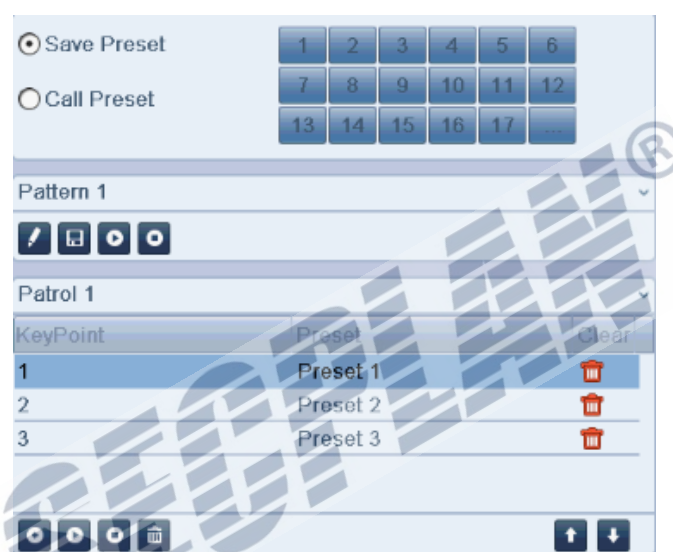 Save Preset
1 2 3 4 5 6
Call Preset
7 8 9 10 11 12
13 14 15 16 17 ...
Pattern 1
Patrol 1
KeyPoint Preset Clear
1 Preset 1
2 Preset 2
3 Preset 3
GEOPLAN®